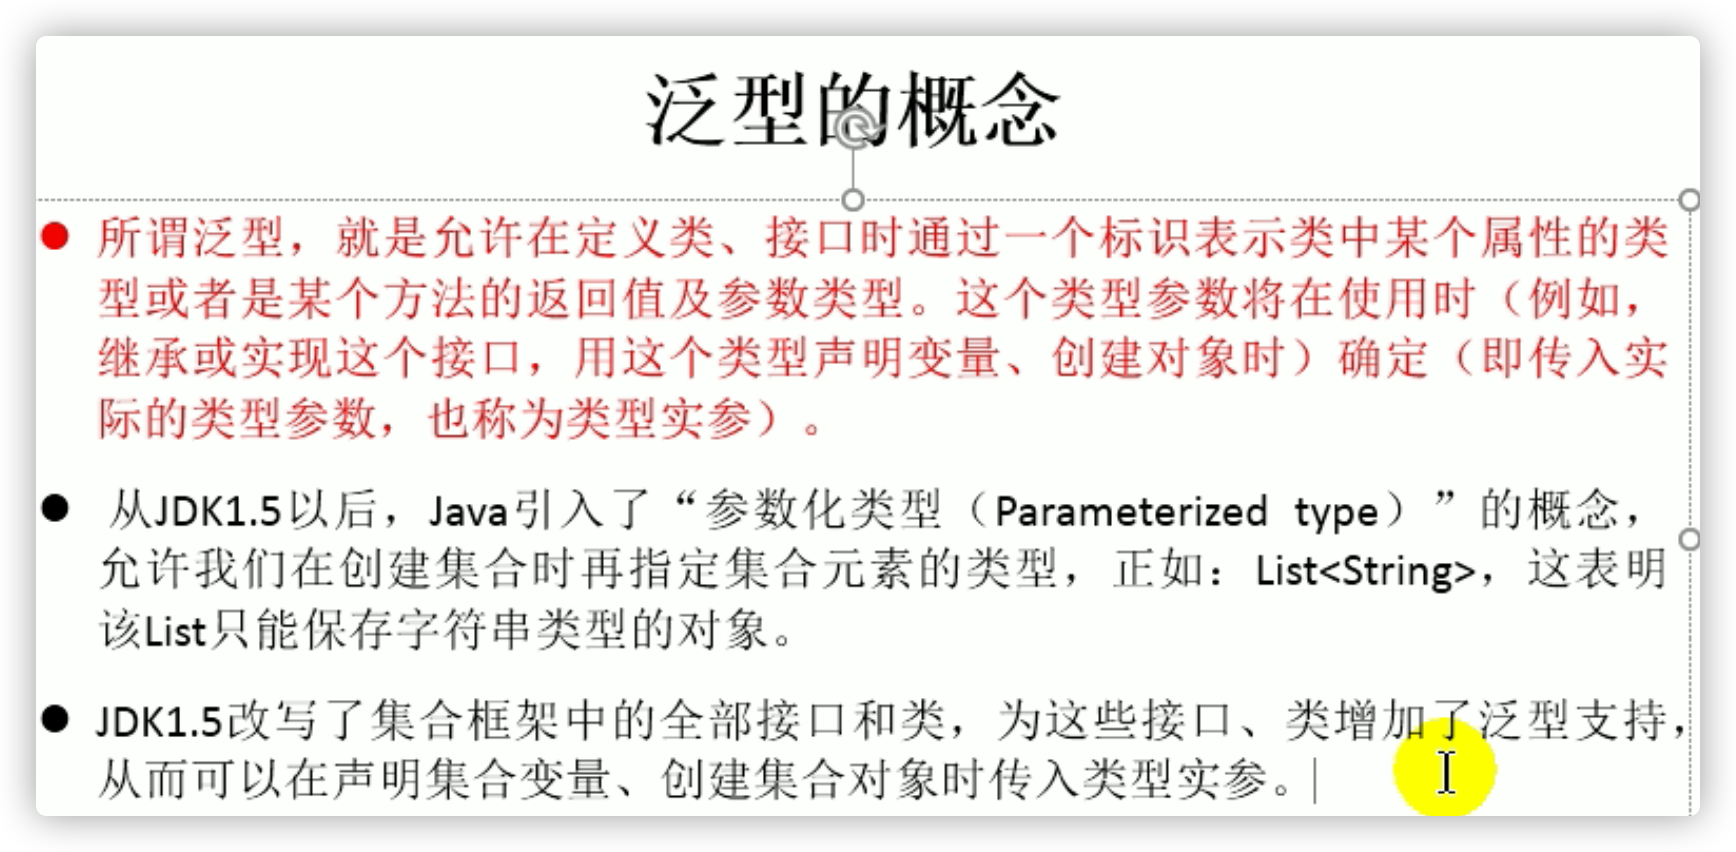 泛型的概念
● 所谓泛型，就是允许在定义类、接口时通过一个标识表示类中某个属性的类
型或者是某个方法的返回值及参数类型。这个类型参数将在使用时（例如，
继承或实现这个接口，用这个类型声明变量、创建对象时）确定（即传入实
际的类型参数，也称为类型实参）。
● 从JDK1.5以后，Java引入了“参数化类型（Parameterized type）”的概念，
允许我们在创建集合时再指定集合元素的类型，正如：List<String>，这表明
该List只能保存字符串类型的对象。
● JDK1.5改写了集合框架中的全部接口和类，为这些接口、类增加了泛型支持，
从而可以在声明集合变量、创建集合对象时传入类型实参。